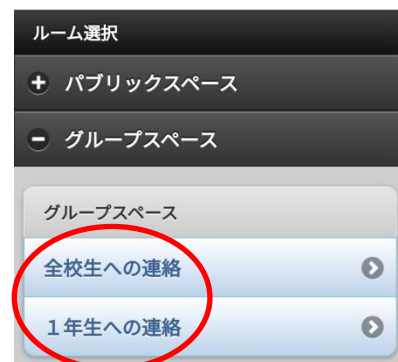 ルーム選択
パブリックスペース
グループスペース
グループスペース
全校生への連絡
１年生への連絡